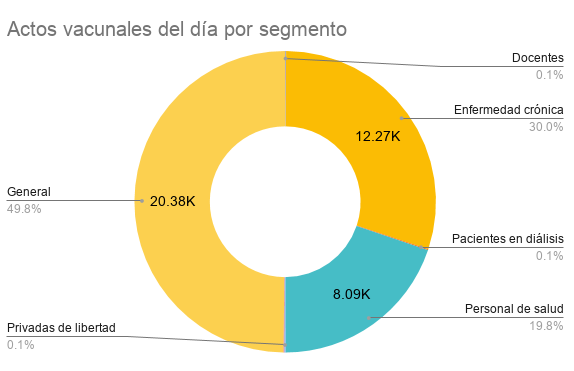 Actos vacunales del día por segmento
Docentes
0.1%
Enfermedad crónica
30.0%
12.27K
General
49.8%
20.38K
Pacientes en diálisis
0.1%
8.09K
Personal de salud
19.8%
Privadas de libertad
0.1%